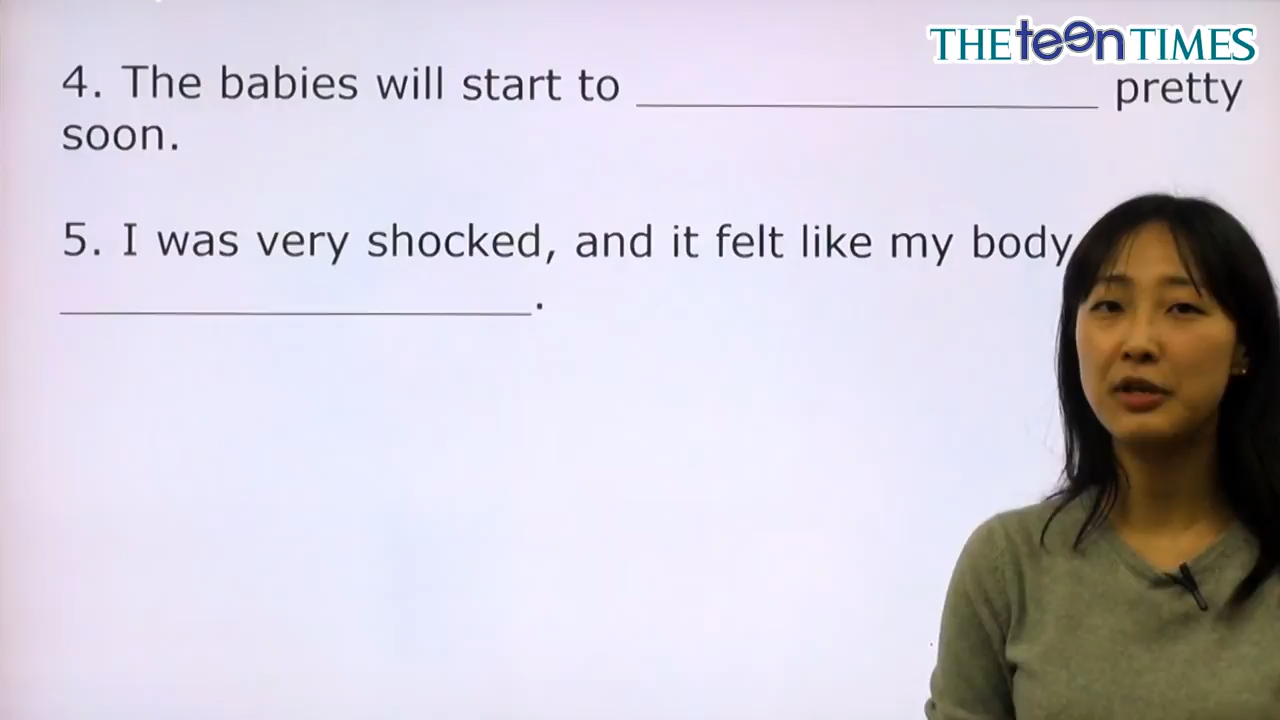 THE teen TIMES
4. The babies will start to ____________________ pretty
soon.
5. I was very shocked, and it felt like my body
____________________.